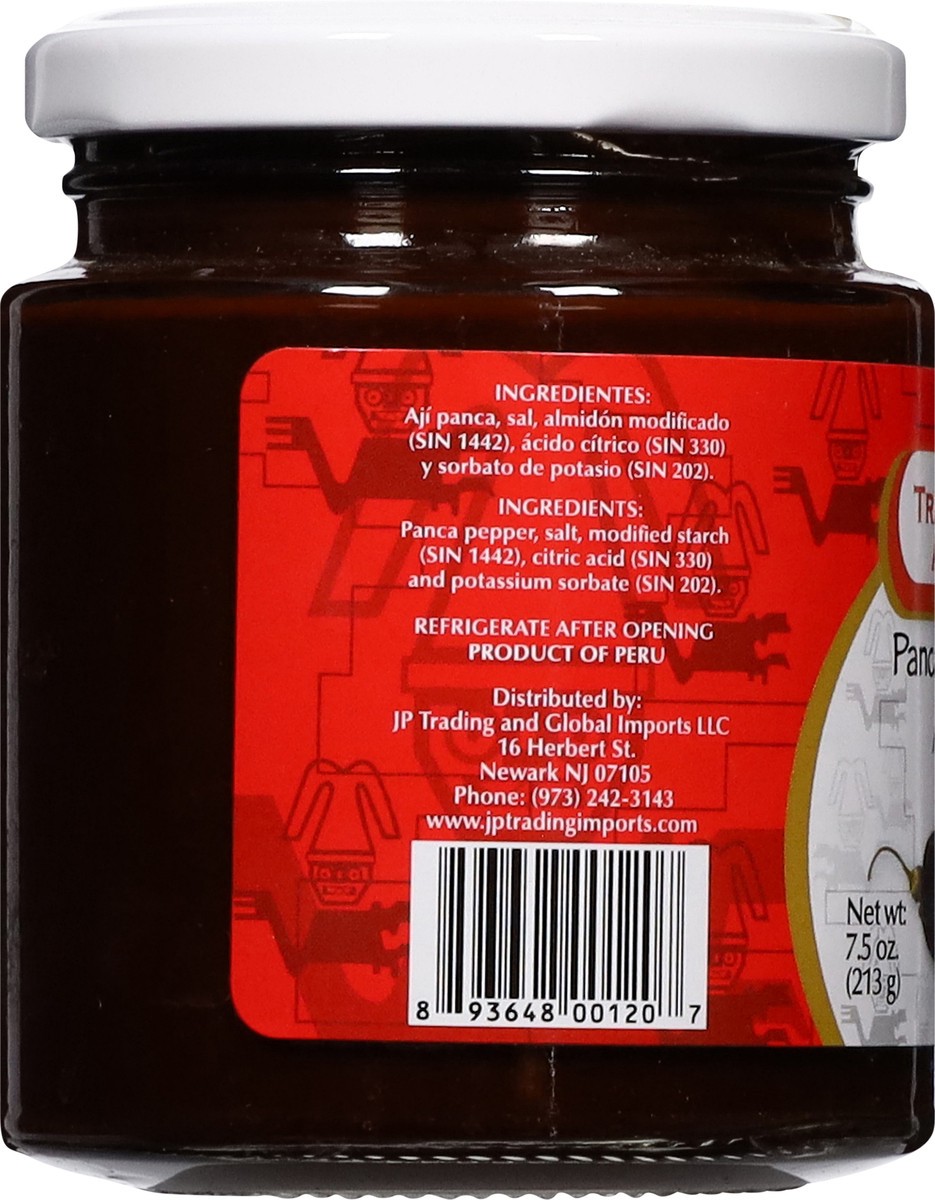 INGREDIENTES:
Ají panca, sal, almidón modificado
(SIN 1442), ácido cítrico (SIN 330)
y sorbato de potasio (SIN 202).
INGREDIENTS:
Panca pepper, salt, modified starch
(SIN 1442), citric acid (SIN 330)
and potassium sorbate (SIN 202).
REFRIGERATE AFTER OPENING
PRODUCT OF PERU
Distributed by:
JP Trading and Global Imports LLC
16 Herbert St.
Newark NJ 07105
Phone: (973) 242-3143
www.jptradingimports.com
8 93648 00120 7
Net wt:
7.5 oz.
(213 g)